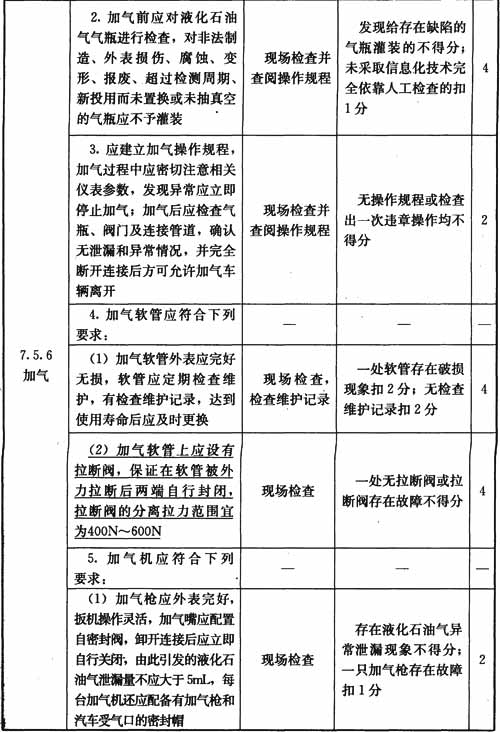 7.5.6
加气
2. 加气前应对液化石油
气气瓶进行检查，对非法制
造、外表损伤、腐蚀、变
形、报废、超过检测周期、
新投用而未置换或未抽真空
的气瓶应不予灌装
现场检查并
查阅操作规程
发现给存在缺陷的
气瓶灌装的不得分；
未采取信息化技术完
全依靠人工检查的扣
1分
4
3. 应建立加气操作规程，
加气过程中应密切注意相关
仪表参数，发现异常应立即
停止加气；加气后应检查气
瓶、阀门及连接管道，确认
无泄漏和异常情况，并完全
断开连接后方可允许加气车
辆离开
现场检查并
查阅操作规程
无操作规程或检查
出一次违章操作均不
得分
2
4. 加气软管应符合下列
要求：
—
—
—
（1）加气软管外表应完好
无损，软管应定期检查维
护，有检查维护记录，达到
使用寿命后应及时更换
现场检查，
检查维护记录
一处软管存在破损
现象扣2分；无检查
维护记录扣2分
4
（2）加气软管上应设有
拉断阀，保证在软管被外
力拉断后两端自行封闭，
拉断阀的分离拉力范围宜
为400N～600N
现场检查
一处无拉断阀或拉
断阀存在故障不得分
4
5. 加气机应符合下列
要求：
—
—
—
（1）加气枪应外表完好，
扳机操作灵活，加气嘴应配置
自密封阀，卸开连接后应立即
自行关闭，由此引发的液化石
油气泄漏量不应大于5mL，每
台加气机还应配备有加气枪和
汽车受气口的密封帽
现场检查
存在液化石油气异
常泄漏现象不得分；
一只加气枪存在故障
扣1分
2